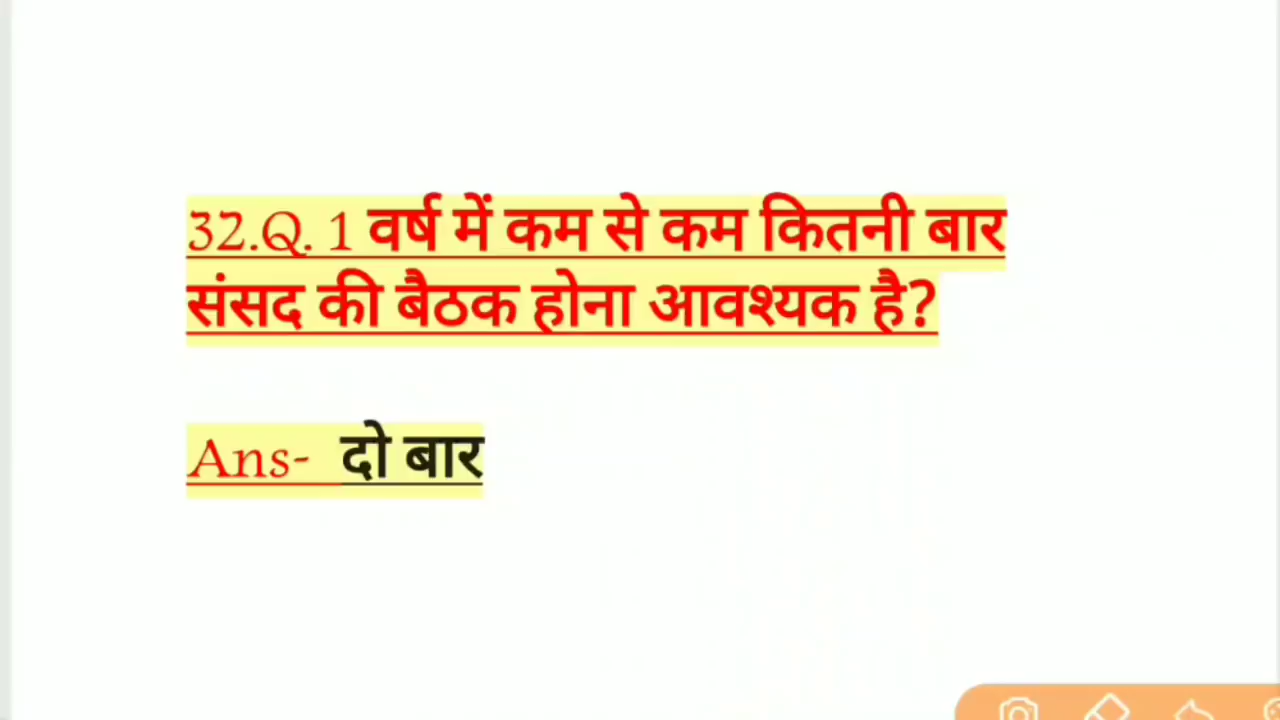 32.Q. 1 वर्ष में कम से कम कितनी बार
संसद की बैठक होना आवश्यक है?
Ans- दो बार